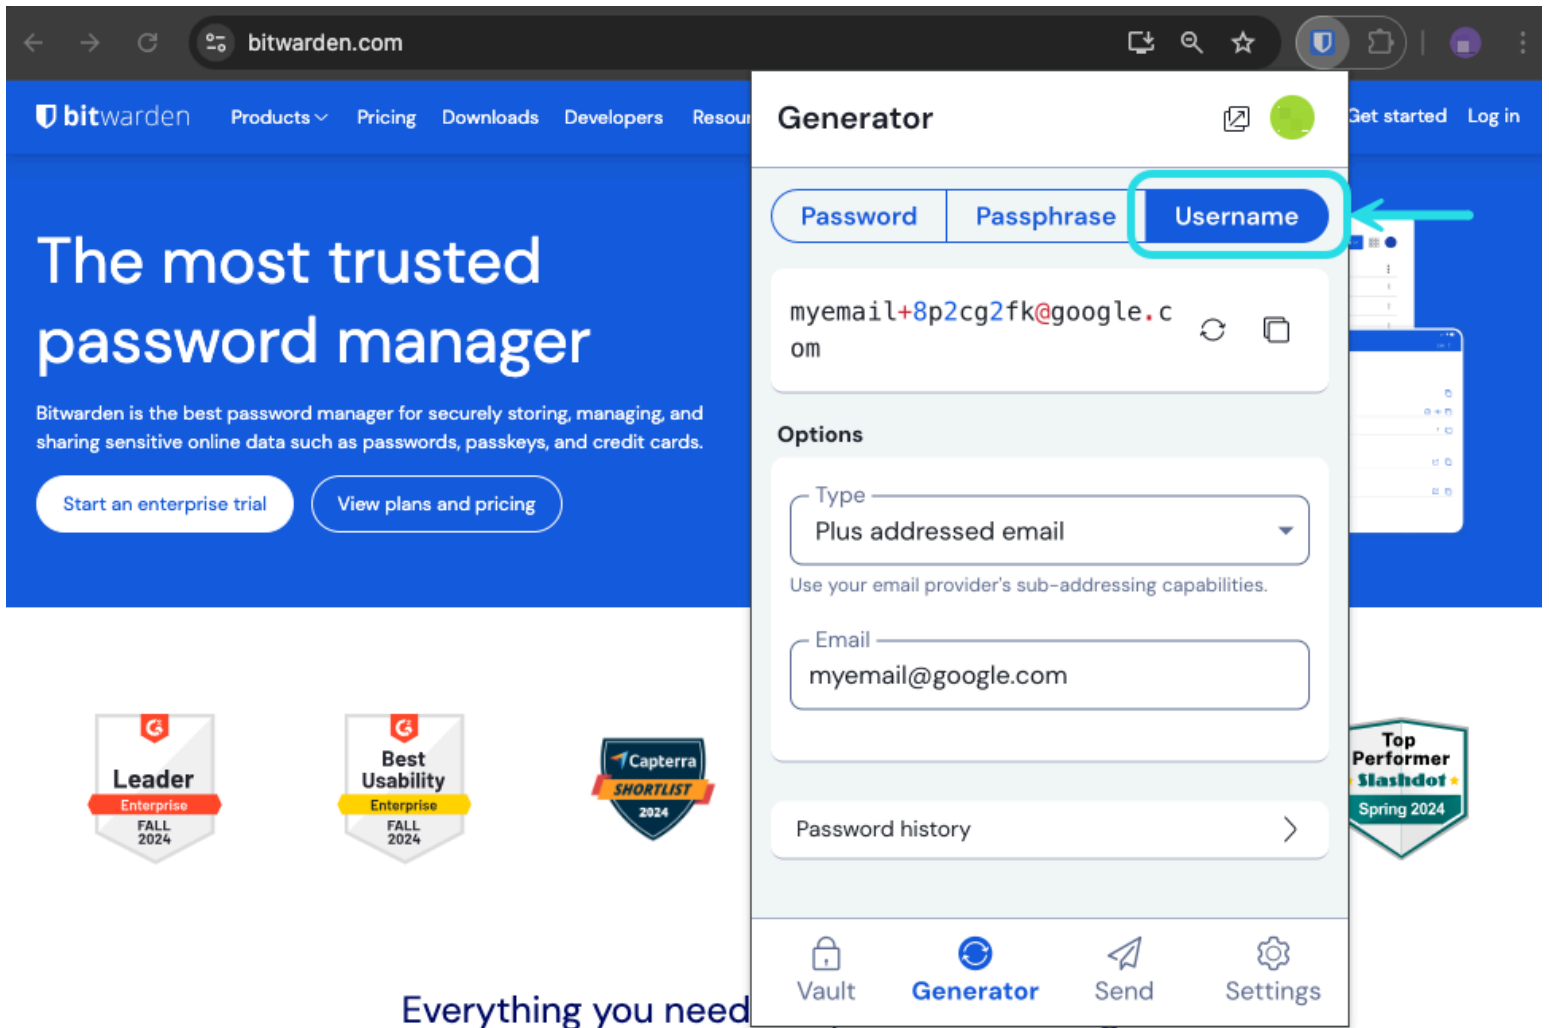 bitwarden.com
bitwarden Products Pricing Downloads Developers Resour Get started Log in
The most trusted
password manager
Bitwarden is the best password manager for securely storing, managing, and
sharing sensitive online data such as passwords, passkeys, and credit cards.
Start an enterprise trial View plans and pricing
Generator
Password Passphrase Username
myemail+8p2cg2fk@google.c
om
Options
Type
Plus addressed email
Use your email provider's sub-addressing capabilities.
Email
myemail@google.com
Password history
Vault Generator Send Settings
Leader
Enterprise
FALL
2024
Best
Usability
Enterprise
FALL
2024
Capterra
SHORTLIST
2024
Top
Performer
Slashdot
Spring 2024
Everything you need